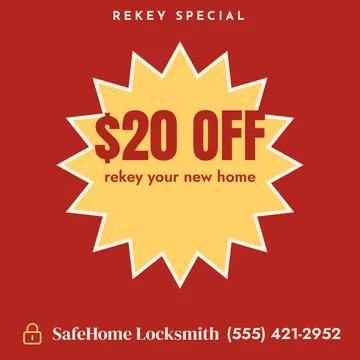 REKEY SPECIAL
$20 OFF
rekey your new home
SafeHome Locksmith (555) 421-2952